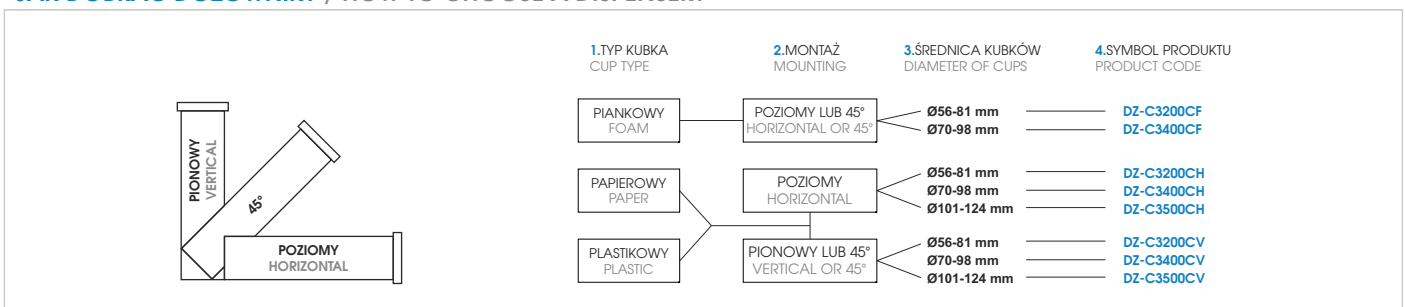 PIONOWY
VERTICAL
45°
POZIOMY
HORIZONTAL
1.TYP KUBKA
CUP TYPE
2.MONTAŻ
MOUNTING
3.ŚREDNICA KUBKÓW
DIAMETER OF CUPS
4.SYMBOL PRODUKTU
PRODUCT CODE
PIANKOWY
FOAM
POZIOMY LUB 45°
HORIZONTAL OR 45°
Ø56-81 mm DZ-C3200CF
Ø70-98 mm DZ-C3400CF
PAPIEROWY
PAPER
POZIOMY
HORIZONTAL
Ø56-81 mm DZ-C3200CH
Ø70-98 mm DZ-C3400CH
Ø101-124 mm DZ-C3500CH
PLASTIKOWY
PLASTIC
PIONOWY LUB 45°
VERTICAL OR 45°
Ø56-81 mm DZ-C3200CV
Ø70-98 mm DZ-C3400CV
Ø101-124 mm DZ-C3500CV